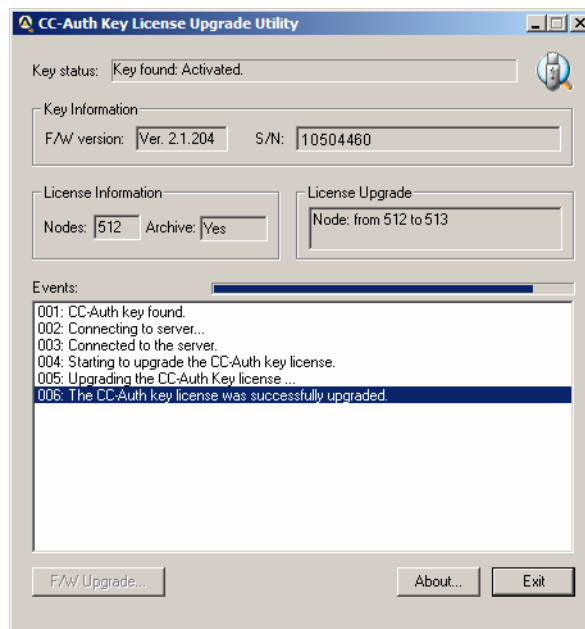 CC-Auth Key License Upgrade Utility
Key status: Key found: Activated.
Key Information
F/W version: Ver. 2.1.204 S/N: 10504460
License Information
Nodes: 512 Archive: Yes
License Upgrade
Node: from 512 to 513
Events:
001: CC-Auth key found.
002: Connecting to server...
003: Connected to the server.
004: Starting to upgrade the CC-Auth key license.
005: Upgrading the CC-Auth Key license ...
006: The CC-Auth key license was successfully upgraded.
F/W Upgrade... About... Exit